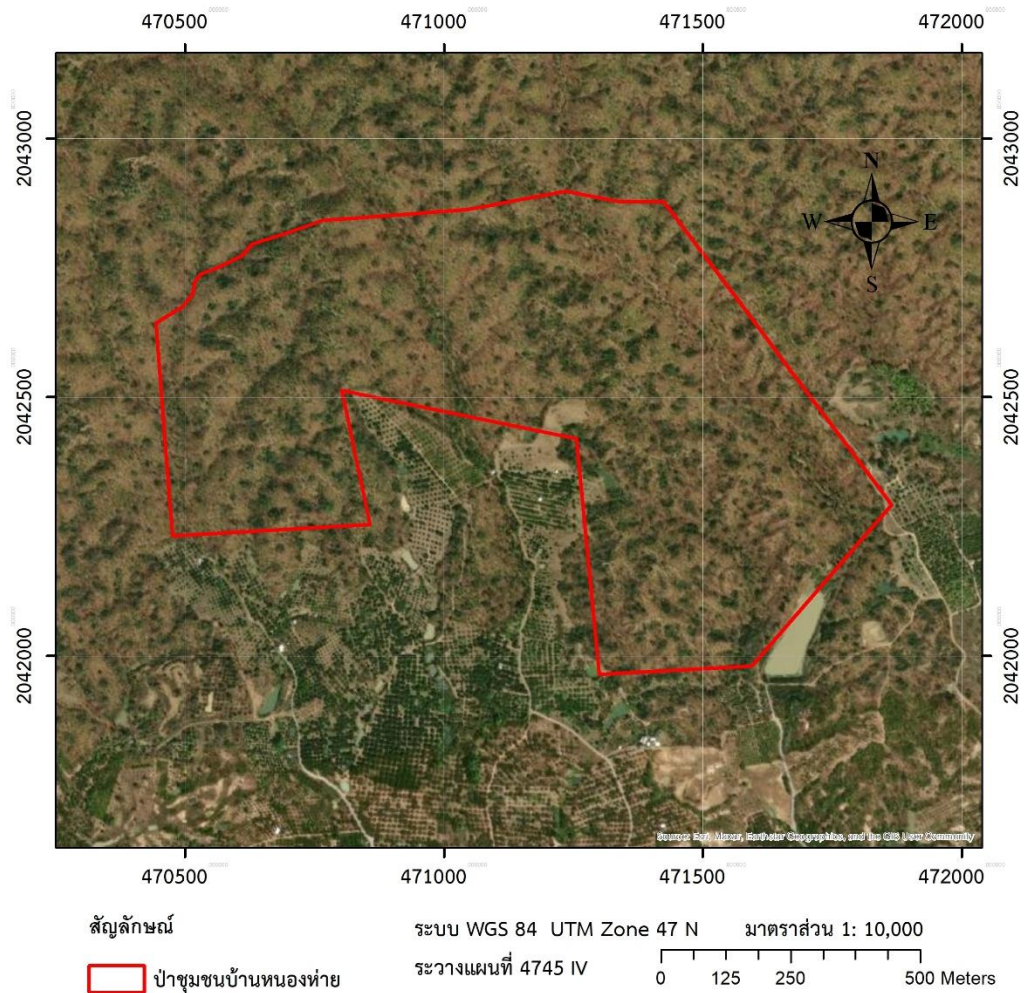 470500 471000 471500 472000
2043000 2043000
N
W E
S
2042500 2042500
2042000 2042000
Source: Esri, Maxar, Earthstar Geographics, and the GIS User Community
470500 471000 471500 472000
สัญลักษณ์ ระบบ WGS 84 UTM Zone 47 N มาตราส่วน 1: 10,000
ป่าชุมชนบ้านหนองห่าย ระวางแผนที่ 4745 IV
0 125 250 500 Meters